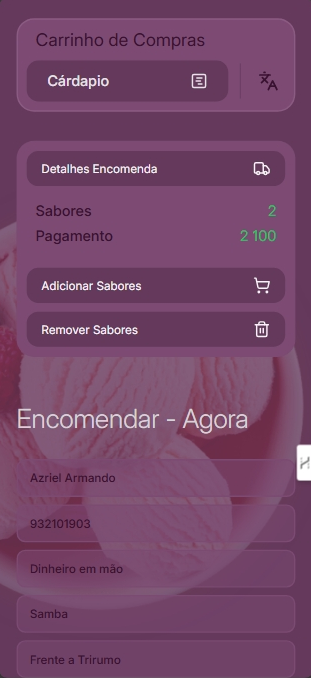 Carrinho de Compras
Cárdapio
Detalhes Encomenda
Sabores 2
Pagamento 2 100
Adicionar Sabores
Remover Sabores
Encomendar - Agora
Azriel Armando
932101903
Dinheiro em mão
Samba
Frente a Trirumo